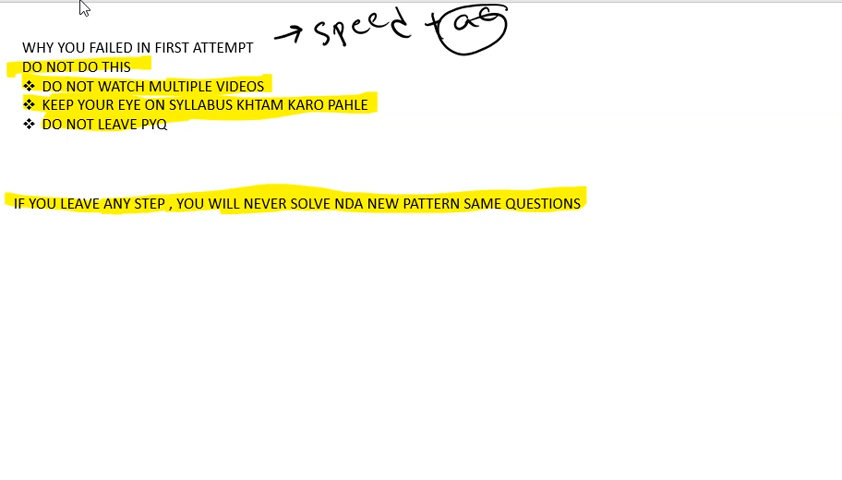 → speed + ac
WHY YOU FAILED IN FIRST ATTEMPT
DO NOT DO THIS
❖ DO NOT WATCH MULTIPLE VIDEOS
❖ KEEP YOUR EYE ON SYLLABUS KHTAM KARO PAHLE
❖ DO NOT LEAVE PYQ
IF YOU LEAVE ANY STEP , YOU WILL NEVER SOLVE NDA NEW PATTERN SAME QUESTIONS